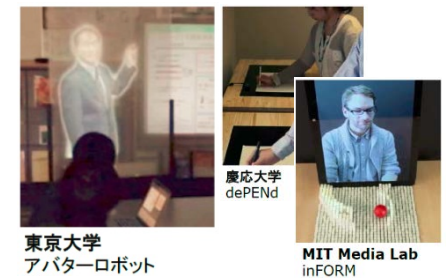 東京大学
アバターロボット
慶応大学
dePENd
MIT Media Lab
inFORM